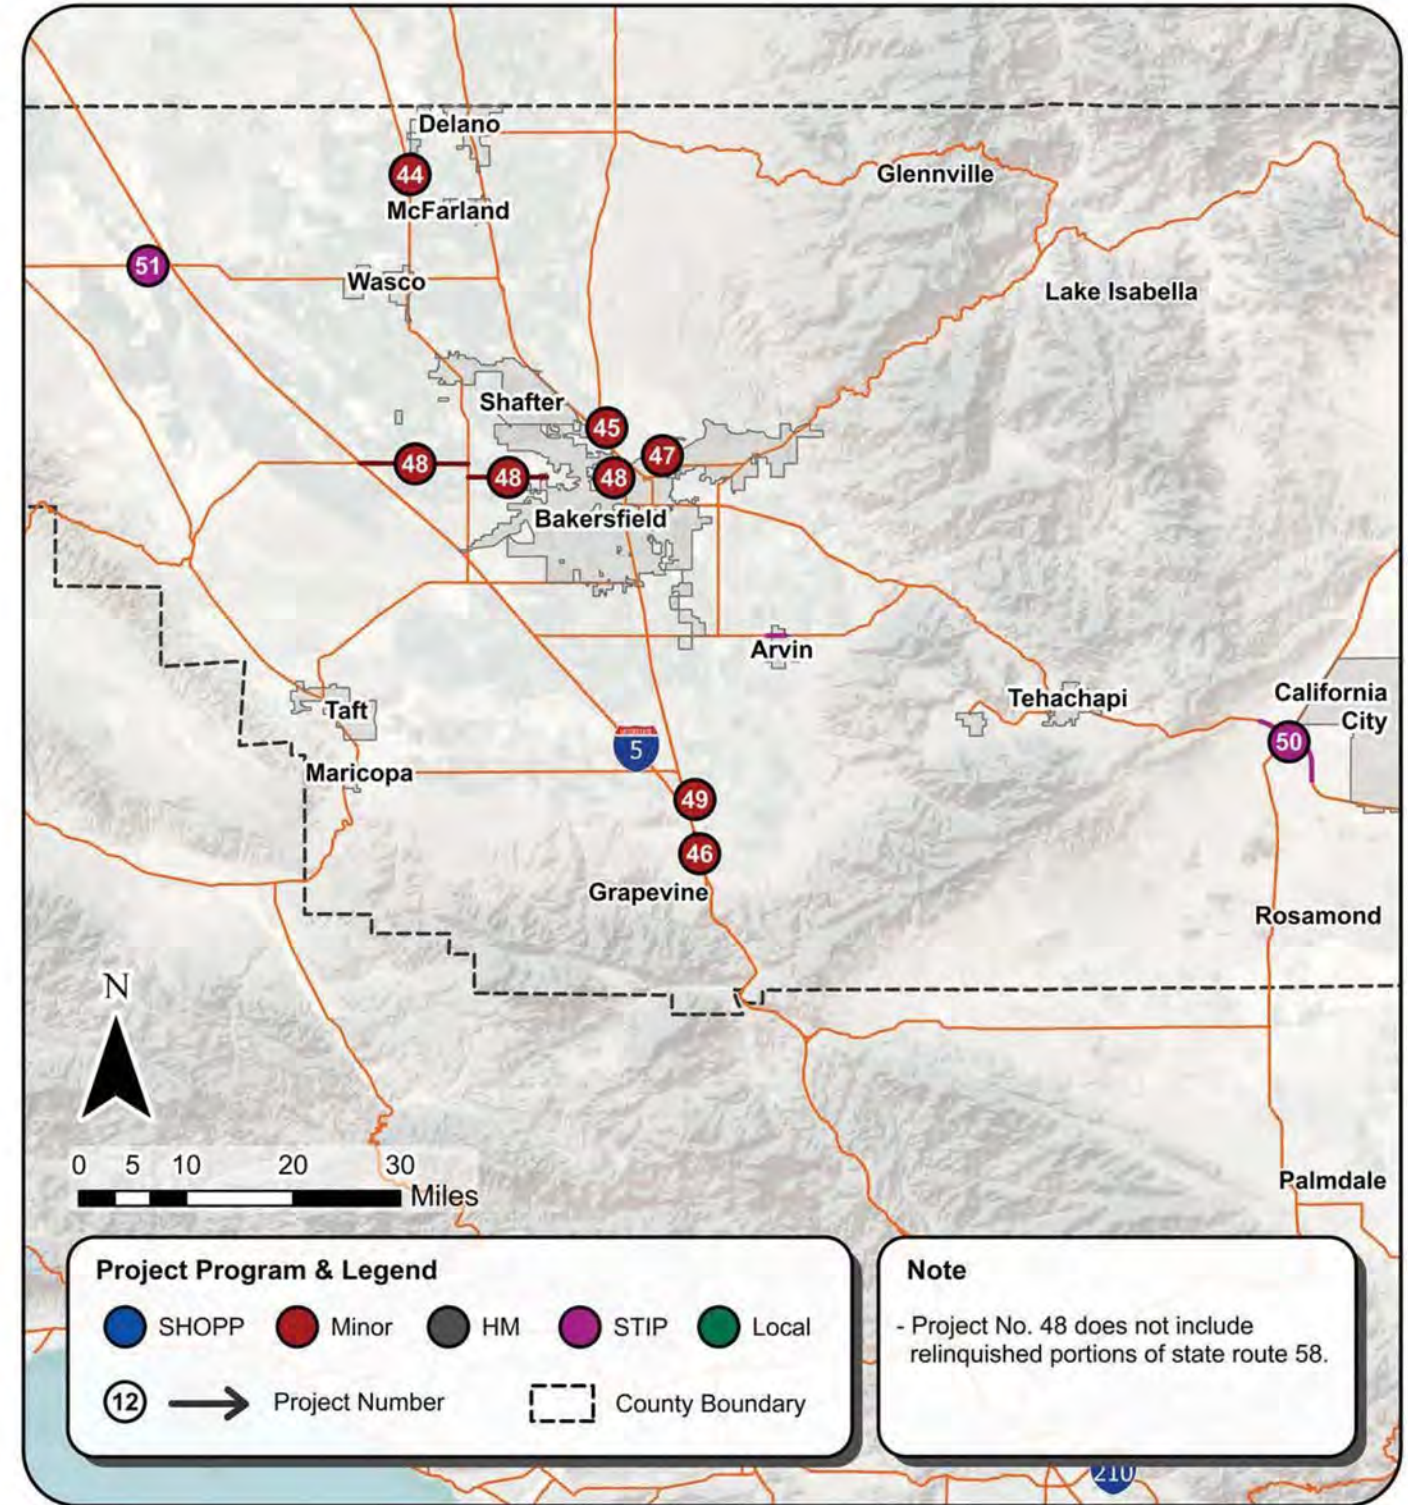 Delano
44
McFarland
Glennville
51
Wasco
Lake Isabella
Shafter
45
47
48
48
48
Bakersfield
Arvin
Tehachapi
California
City
50
Taft
5
Maricopa
49
46
Grapevine
Rosamond
N
0 5 10 20 30
Miles
Palmdale
Project Program & Legend
SHOPP Minor HM STIP Local
12 Project Number County Boundary
Note
- Project No. 48 does not include
relinquished portions of state route 58.
210